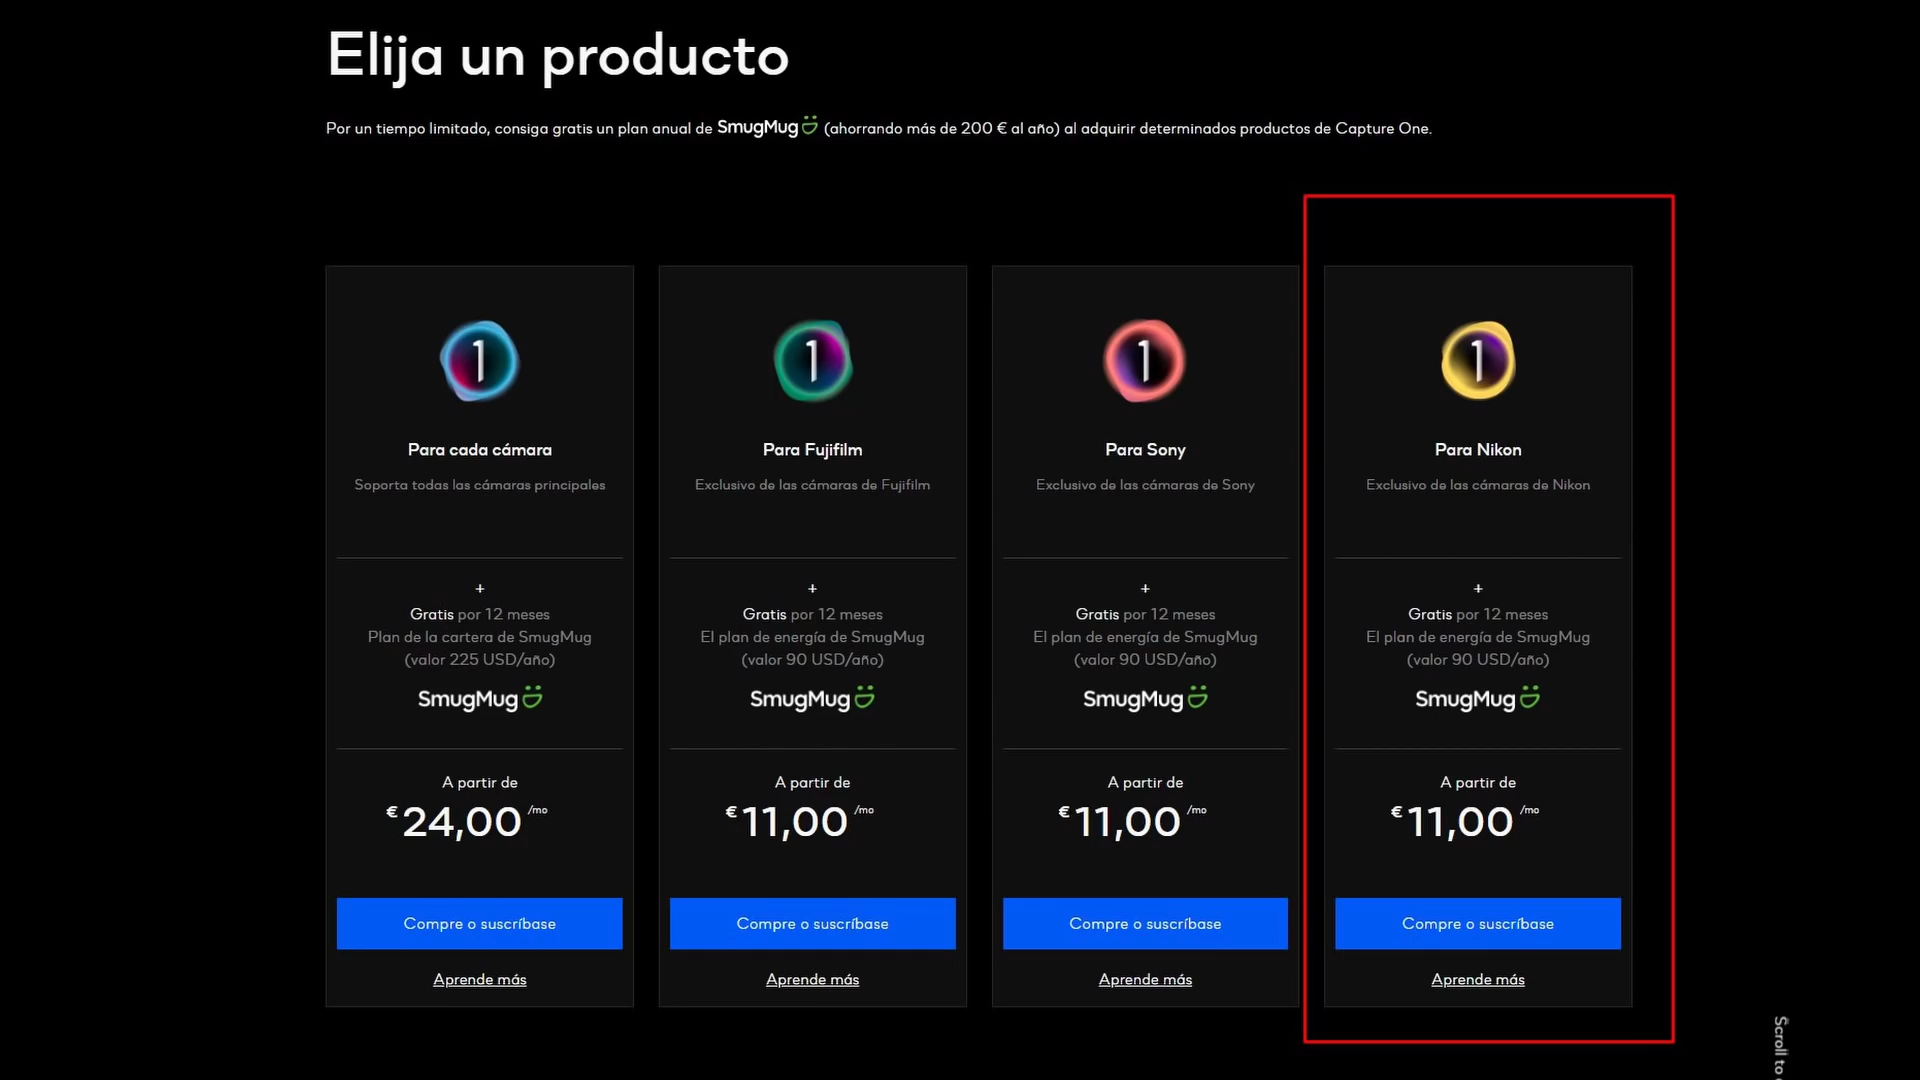 Elija un producto
Por un tiempo limitado, consiga gratis un plan anual de SmugMug (ahorrando más de 200 € al año) al adquirir determinados productos de Capture One.
1
Para cada cámara
Soporta todas las cámaras principales
+
Gratis por 12 meses
Plan de la cartera de SmugMug
(valor 225 USD/año)
SmugMug
A partir de
€ 24,00 /mo
Compre o suscríbase
Aprende más
1
Para Fujifilm
Exclusivo de las cámaras de Fujifilm
+
Gratis por 12 meses
El plan de energía de SmugMug
(valor 90 USD/año)
SmugMug
A partir de
€ 11,00 /mo
Compre o suscríbase
Aprende más
1
Para Sony
Exclusivo de las cámaras de Sony
+
Gratis por 12 meses
El plan de energía de SmugMug
(valor 90 USD/año)
SmugMug
A partir de
€ 11,00 /mo
Compre o suscríbase
Aprende más
1
Para Nikon
Exclusivo de las cámaras de Nikon
+
Gratis por 12 meses
El plan de energía de SmugMug
(valor 90 USD/año)
SmugMug
A partir de
€ 11,00 /mo
Compre o suscríbase
Aprende más
Scroll to